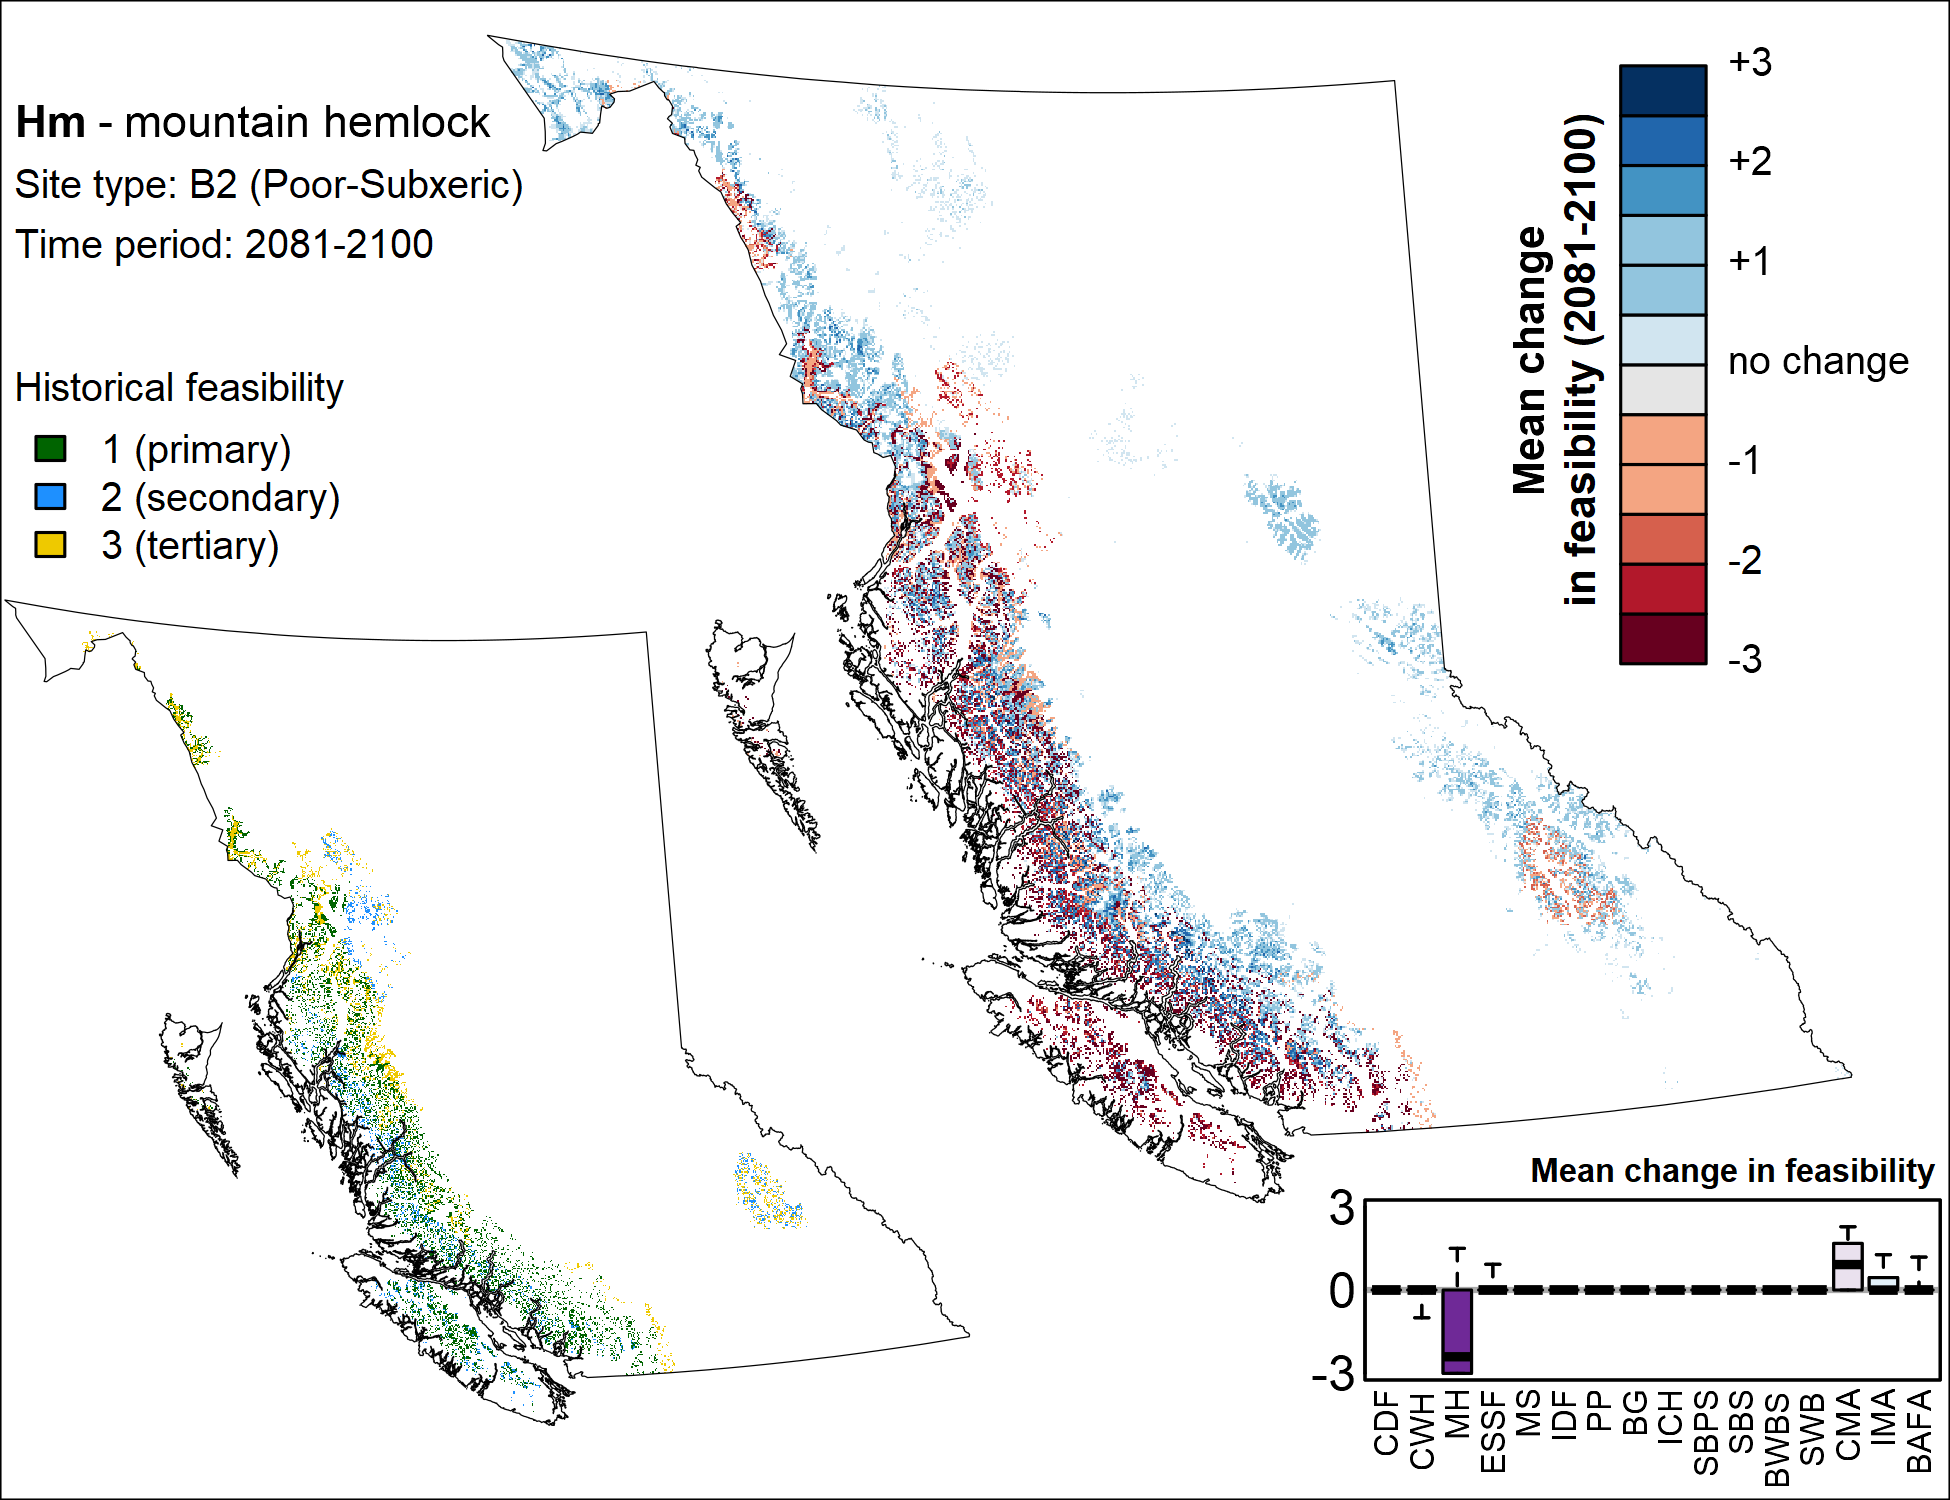 Hm - mountain hemlock
Site type: B2 (Poor-Subxeric)
Time period: 2081-2100
Historical feasibility
1 (primary)
2 (secondary)
3 (tertiary)
Mean change
in feasibility (2081-2100)
+3
+2
+1
no change
-1
-2
-3
Mean change in feasibility
3
0
-3
CDF
CWH
MH
ESSF
MS
IDF
PP
BG
ICH
SBPS
SBS
BWBS
SWB
CMA
IMA
BAFA